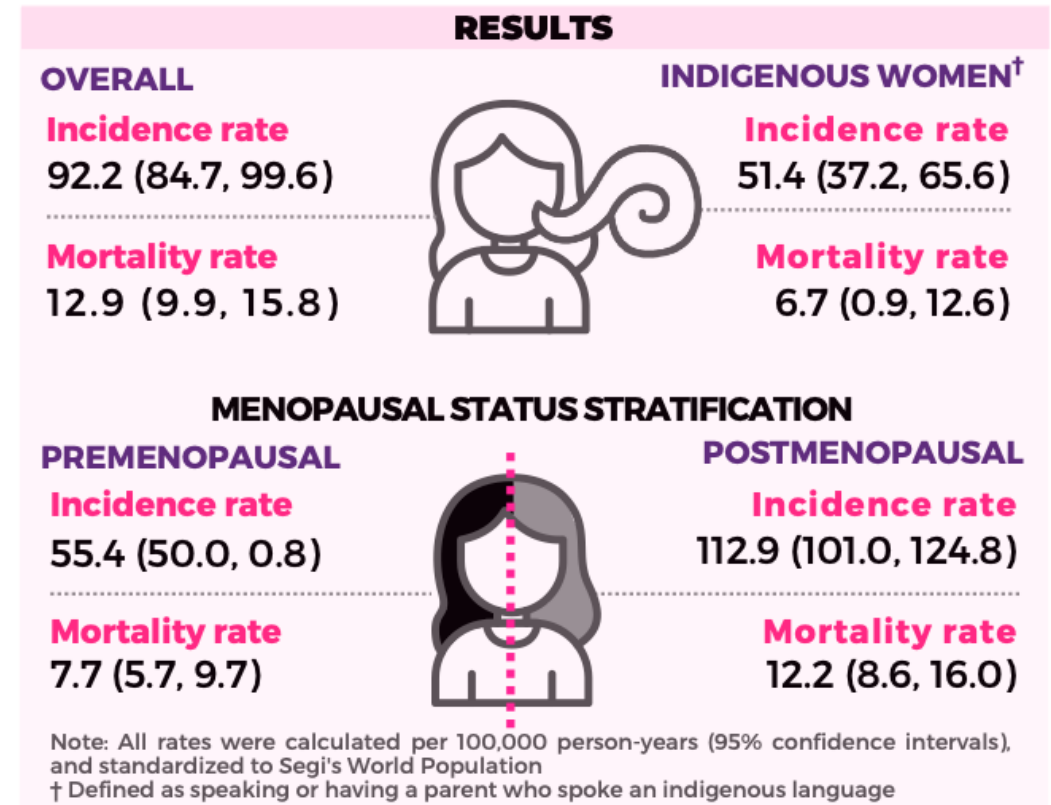 RESULTS
OVERALL
Incidence rate
92.2 (84.7, 99.6)
Mortality rate
12.9 (9.9, 15.8)
INDIGENOUS WOMEN†
Incidence rate
51.4 (37.2, 65.6)
Mortality rate
6.7 (0.9, 12.6)
MENOPAUSAL STATUS STRATIFICATION
PREMENOPAUSAL
Incidence rate
55.4 (50.0, 0.8)
Mortality rate
7.7 (5.7, 9.7)
POSTMENOPAUSAL
Incidence rate
112.9 (101.0, 124.8)
Mortality rate
12.2 (8.6, 16.0)
Note: All rates were calculated per 100,000 person-years (95% confidence intervals),
and standardized to Segi's World Population
† Defined as speaking or having a parent who spoke an indigenous language